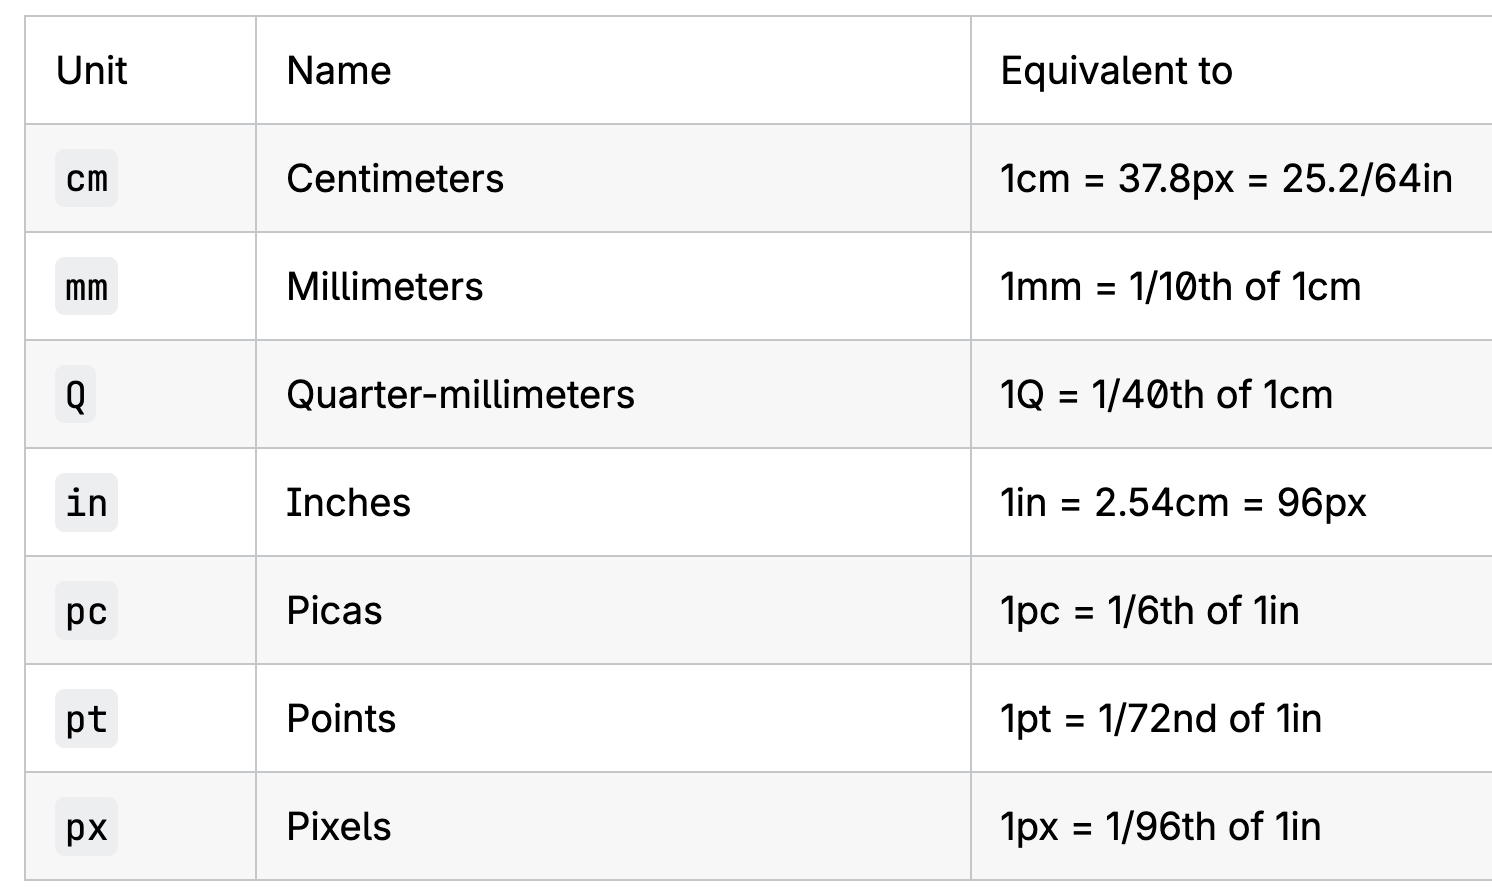 Unit Name Equivalent to
cm Centimeters 1cm = 37.8px = 25.2/64in
mm Millimeters 1mm = 1/10th of 1cm
Q Quarter-millimeters 1Q = 1/40th of 1cm
in Inches 1in = 2.54cm = 96px
pc Picas 1pc = 1/6th of 1in
pt Points 1pt = 1/72nd of 1in
px Pixels 1px = 1/96th of 1in